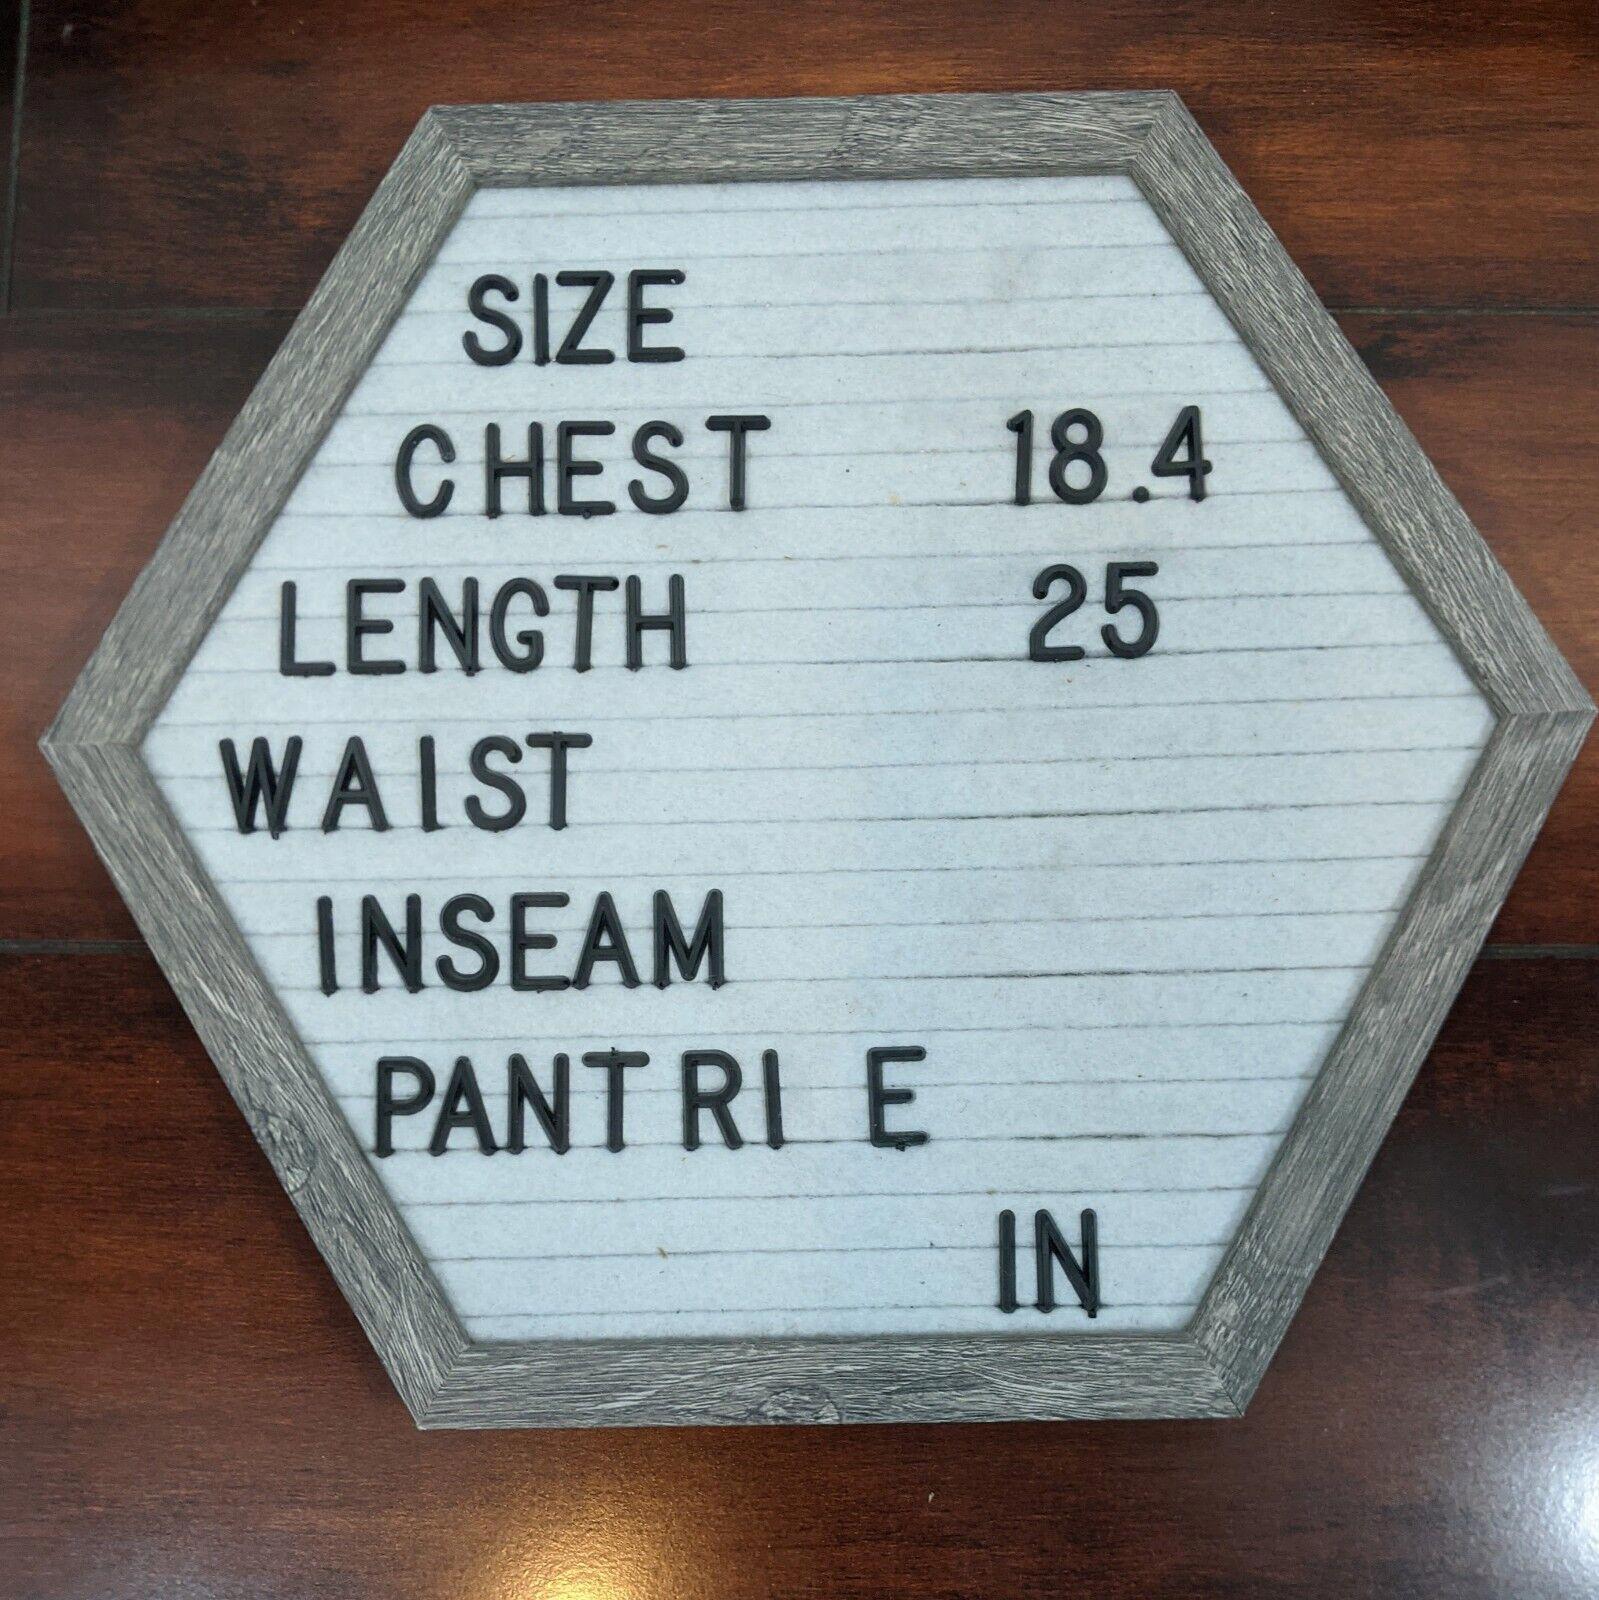 SIZE
CHEST 18.4
LENGTH 25
WAIST
INSEAM
PANTRI E
IN